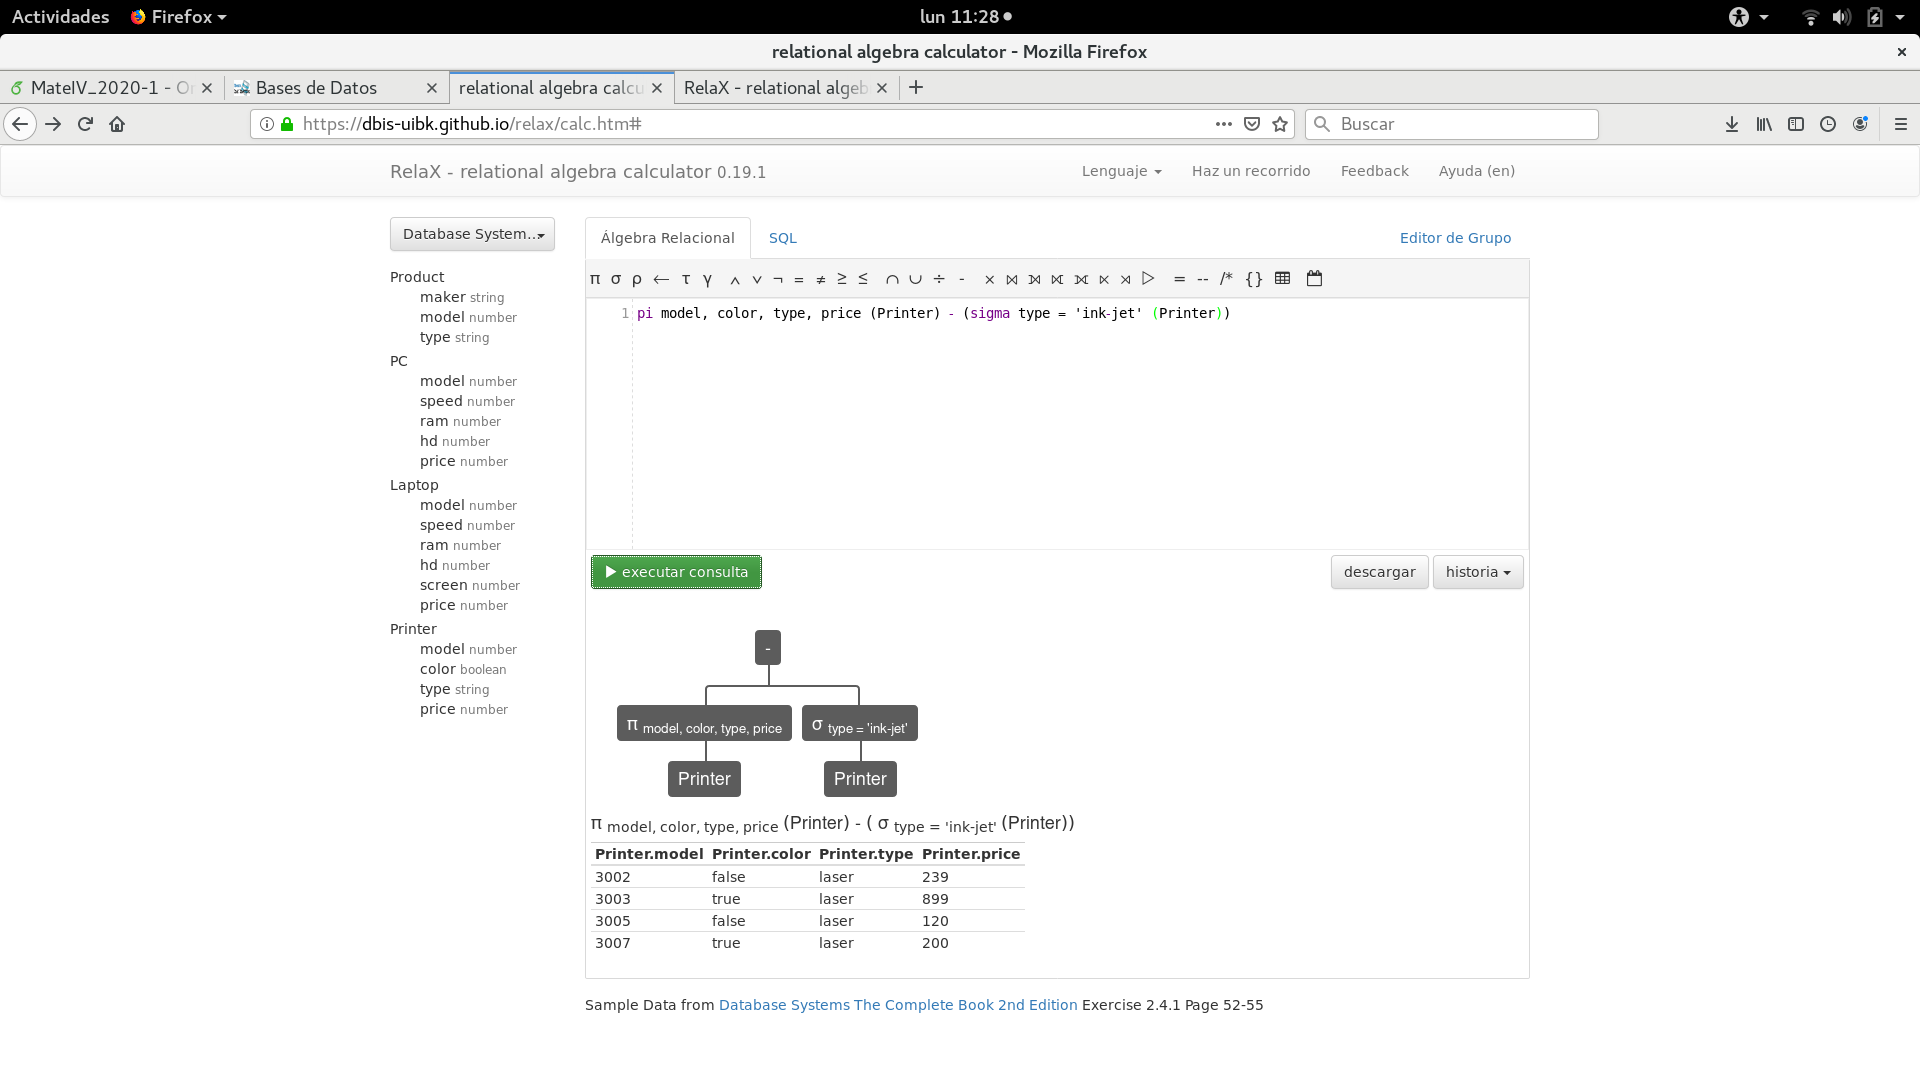 Actividades Firefox lun 11:28
relational algebra calculator - Mozilla Firefox
MateIV_2020-1 - O Bases de Datos relational algebra calcu RelaX - relational algeb
https://dbis-uibk.github.io/relax/calc.htm# Buscar
RelaX - relational algebra calculator 0.19.1 Lenguaje Haz un recorrido Feedback Ayuda (en)
Database System...
Product
maker string
model number
type string
PC
model number
speed number
ram number
hd number
price number
Laptop
model number
speed number
ram number
hd number
screen number
price number
Printer
model number
color boolean
type string
price number
Álgebra Relacional SQL Editor de Grupo
π σ ρ ← τ γ ∧ ∨ ¬ = ≠ ≥ ≤ ∩ ∪ ÷ - × ⨝ ⟕ ⟖ ⟗ ⋉ ⋊ ▷ = -- /* {}
1 pi model, color, type, price (Printer) - (sigma type = 'ink-jet' (Printer))
executar consulta descargar historia
-
π model, color, type, price σ type = 'ink-jet'
Printer Printer
π model, color, type, price (Printer) - ( σ type = 'ink-jet' (Printer))
Printer.model Printer.color Printer.type Printer.price
3002 false laser 239
3003 true laser 899
3005 false laser 120
3007 true laser 200
Sample Data from Database Systems The Complete Book 2nd Edition Exercise 2.4.1 Page 52-55